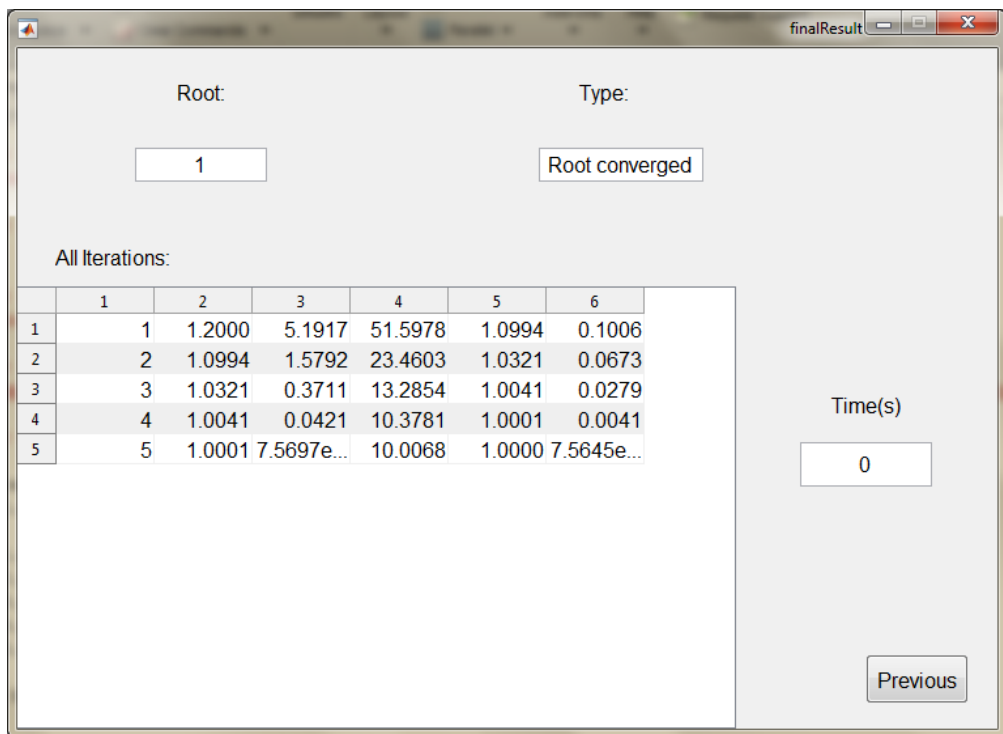 finalResult
Root: Type:
1 Root converged
All Iterations:
1 2 3 4 5 6
1 1 1.2000 5.1917 51.5978 1.0994 0.1006
2 2 1.0994 1.5792 23.4603 1.0321 0.0673
3 3 1.0321 0.3711 13.2854 1.0041 0.0279
4 4 1.0041 0.0421 10.3781 1.0001 0.0041
5 5 1.0001 7.5697e... 10.0068 1.0000 7.5645e...
Time(s)
0
Previous